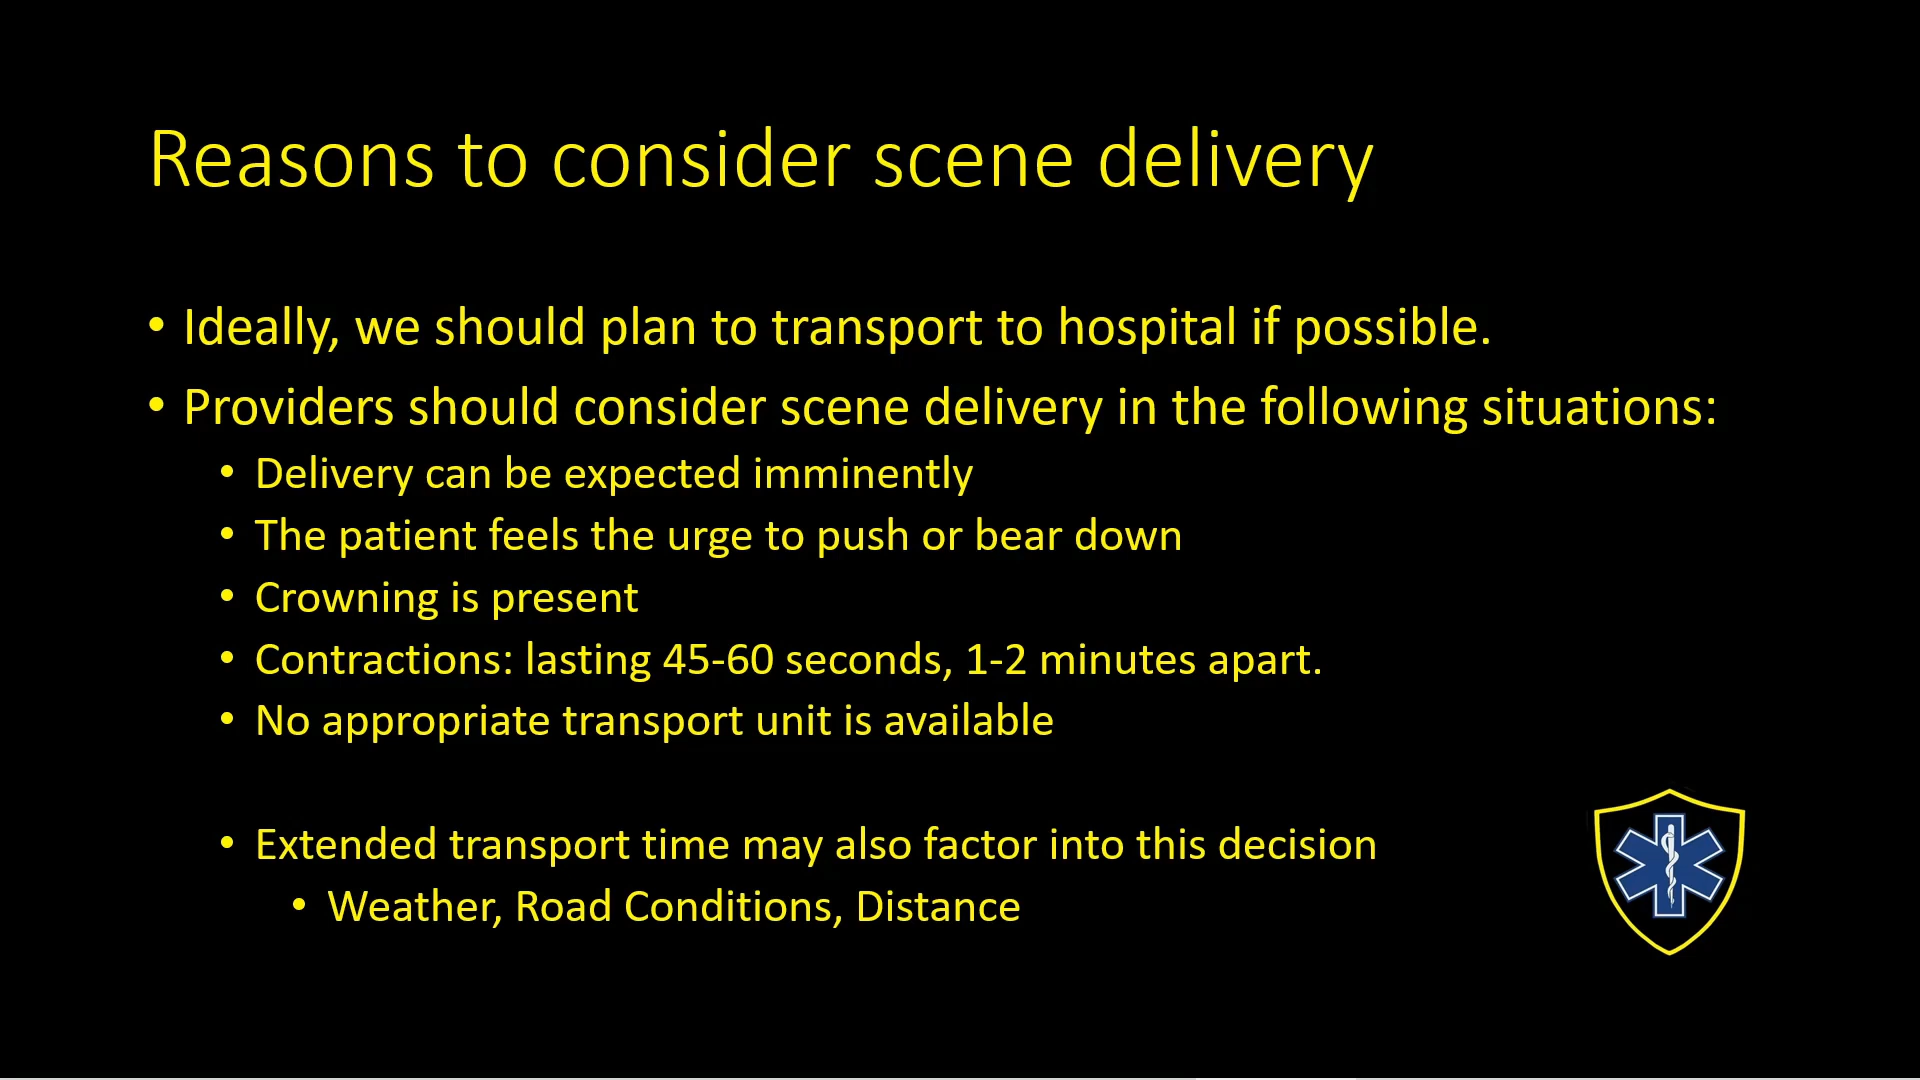 Reasons to consider scene delivery
• Ideally, we should plan to transport to hospital if possible.
• Providers should consider scene delivery in the following situations:
• Delivery can be expected imminently
• The patient feels the urge to push or bear down
• Crowning is present
• Contractions: lasting 45-60 seconds, 1-2 minutes apart.
• No appropriate transport unit is available
• Extended transport time may also factor into this decision
• Weather, Road Conditions, Distance